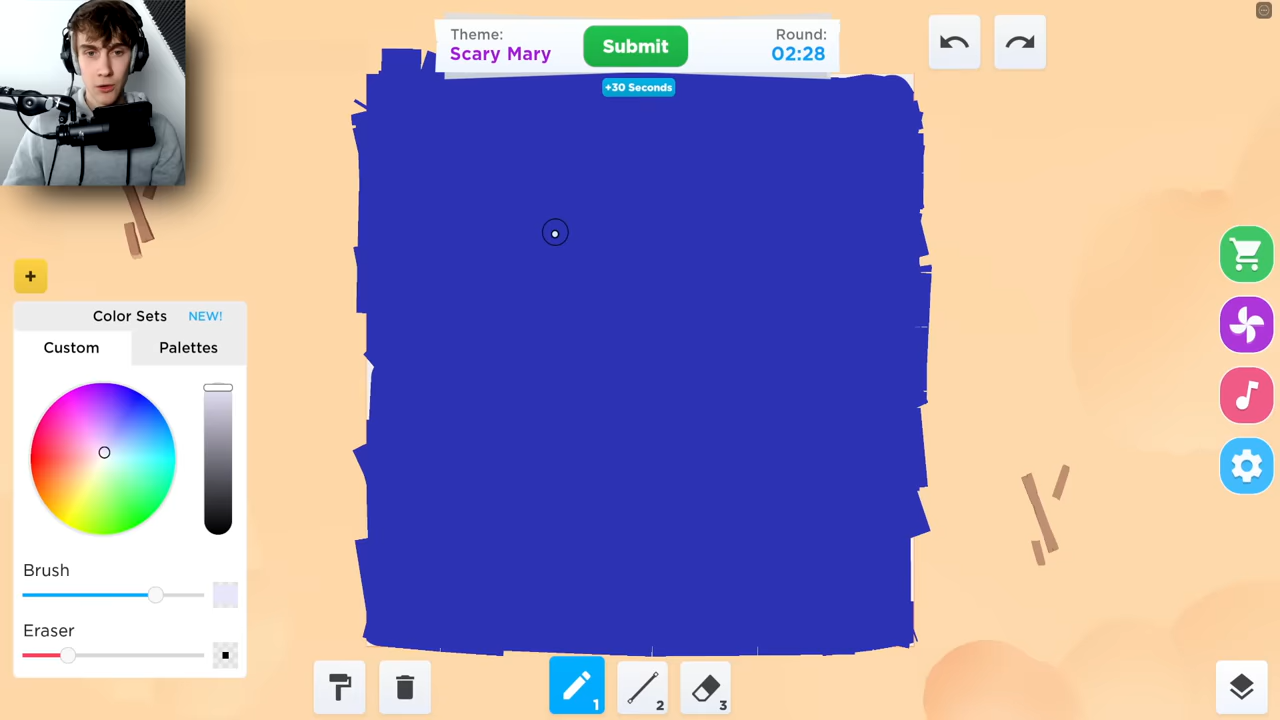 Theme:
Scary Mary
Submit
Round:
02:28
+30 Seconds
+
Color Sets NEW!
Custom Palettes
Brush
Eraser
1
2
3